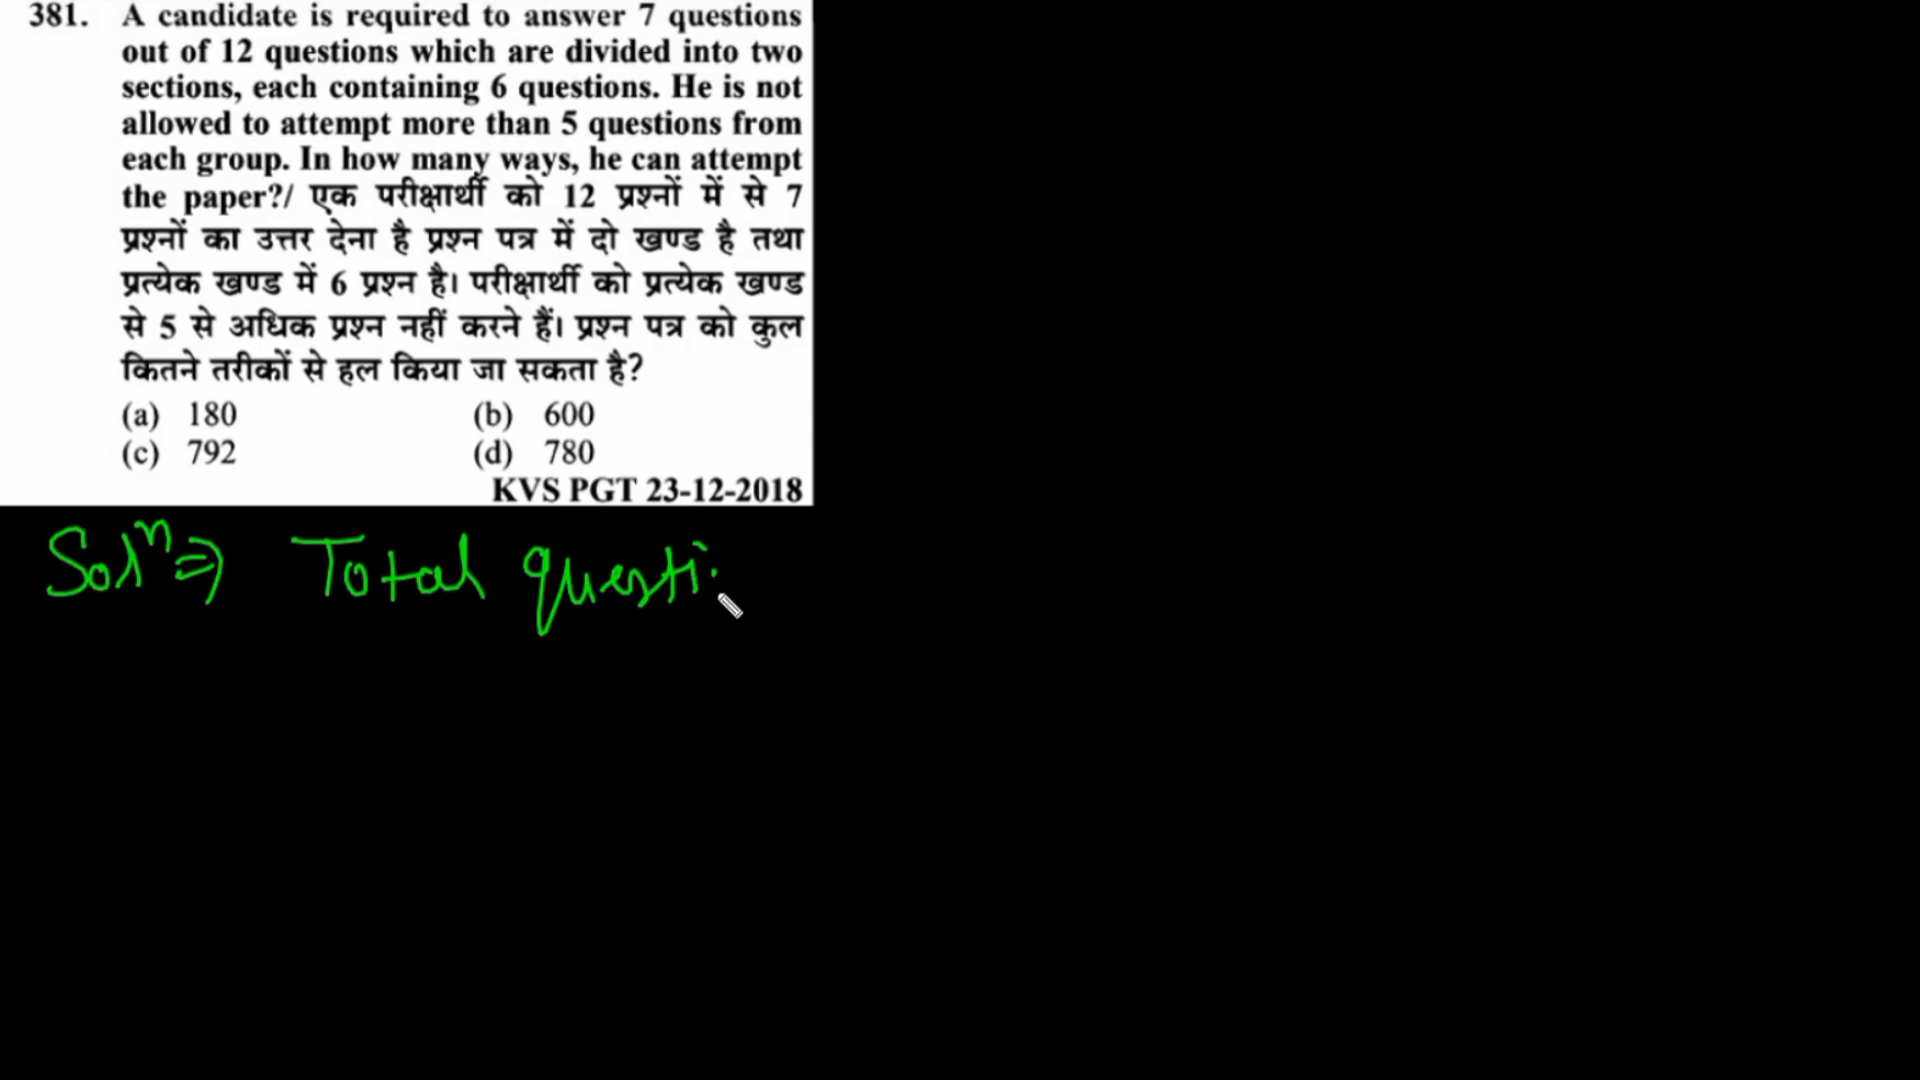 381. A candidate is required to answer 7 questions
out of 12 questions which are divided into two
sections, each containing 6 questions. He is not
allowed to attempt more than 5 questions from
each group. In how many ways, he can attempt
the paper?/ एक परीक्षार्थी को 12 प्रश्नों में से 7
प्रश्नों का उत्तर देना है प्रश्न पत्र में दो खण्ड है तथा
प्रत्येक खण्ड में 6 प्रश्न है। परीक्षार्थी को प्रत्येक खण्ड
से 5 से अधिक प्रश्न नहीं करने हैं। प्रश्न पत्र को कुल
कितने तरीकों से हल किया जा सकता है?
(a) 180 (b) 600
(c) 792 (d) 780
KVS PGT 23-12-2018
Solⁿ ⇒ Total questi